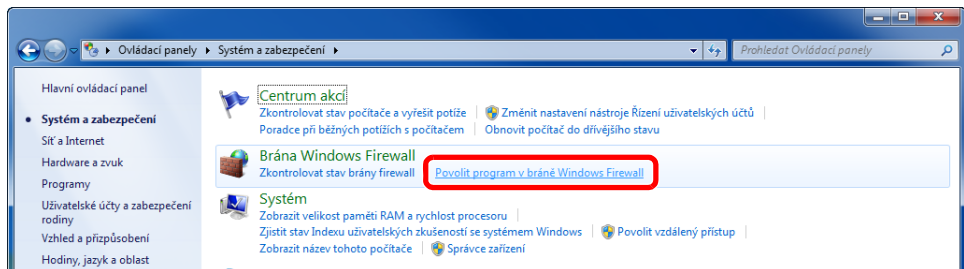 Ovládací panely Systém a zabezpečení Prohledat Ovládací panely
Hlavní ovládací panel
Systém a zabezpečení
Síť a Internet
Hardware a zvuk
Programy
Uživatelské účty a zabezpečení
rodiny
Vzhled a přizpůsobení
Hodiny, jazyk a oblast
Centrum akcí
Zkontrolovat stav počítače a vyřešit potíže Změnit nastavení nástroje Řízení uživatelských účtů
Poradce při běžných potížích s počítačem Obnovit počítač do dřívějšího stavu
Brána Windows Firewall
Zkontrolovat stav brány firewall Povolit program v bráně Windows Firewall
Systém
Zobrazit velikost paměti RAM a rychlost procesoru
Zjistit stav Indexu uživatelských zkušeností se systémem Windows Povolit vzdálený přístup
Zobrazit název tohoto počítače Správce zařízení